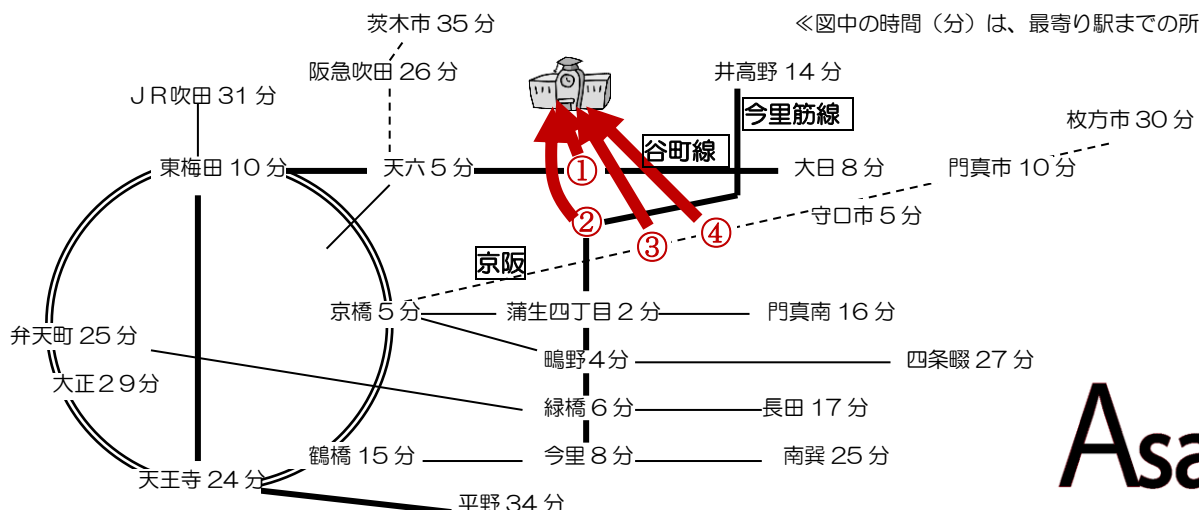 茨木市 35 分
≪図中の時間（分）は、最寄り駅までの所
阪急吹田 26 分
井高野 14 分
ＪＲ吹田 31 分
今里筋線
枚方市 30 分
谷町線
東梅田 10 分
天六 5 分
①
大日 8 分
門真市 10 分
②
③
④
守口市 5 分
京阪
京橋 5 分
蒲生四丁目 2 分
門真南 16 分
弁天町 25 分
鴫野 4分
四条畷 27 分
大正２９分
緑橋 6 分
長田 17 分
鶴橋 15 分
今里 8 分
南巽 25 分
天王寺 24 分
平野 34 分
Asa